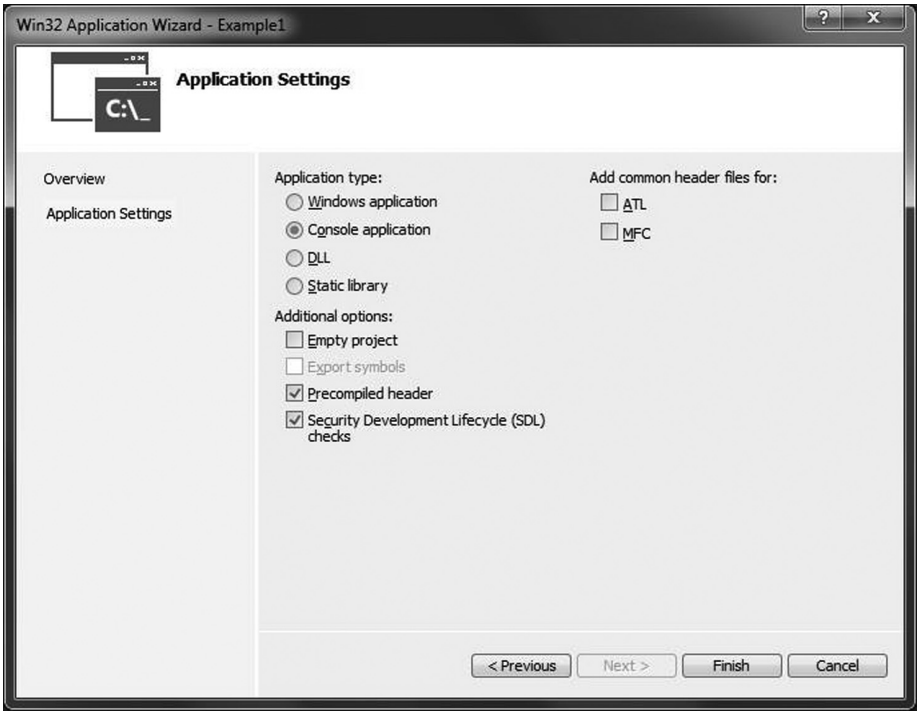 Win32 Application Wizard - Example1
? X
C:\_
Application Settings
Overview
Application Settings
Application type:
Windows application
Console application
DLL
Static library
Additional options:
Empty project
Export symbols
Precompiled header
Security Development Lifecycle (SDL)
checks
Add common header files for:
ATL
MFC
< Previous
Next >
Finish
Cancel